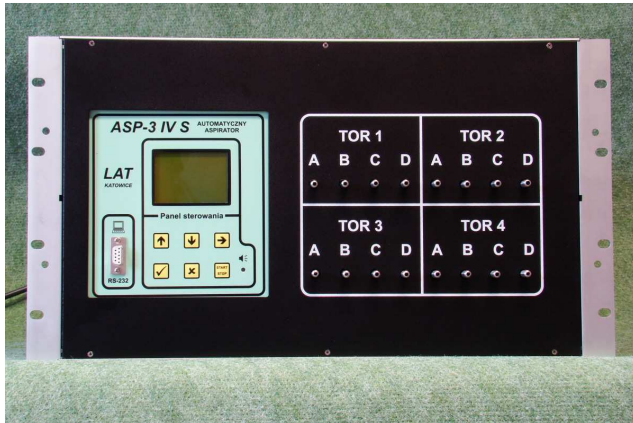 ASP-3 IV S
AUTOMATYCZNY
ASPIRATOR
LAT
KATOWICE
Panel sterowania
RS-232
START
STOP
TOR 1
A B C D
TOR 2
A B C D
TOR 3
A B C D
TOR 4
A B C D